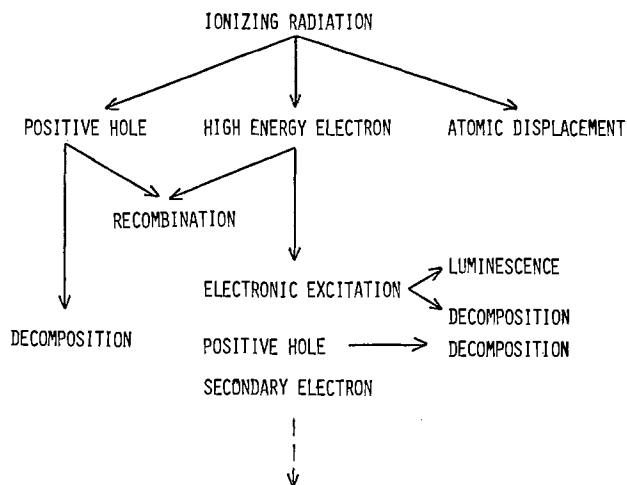 IONIZING RADIATION
POSITIVE HOLE HIGH ENERGY ELECTRON ATOMIC DISPLACEMENT
RECOMBINATION
LUMINESCENCE
ELECTRONIC EXCITATION
DECOMPOSITION
DECOMPOSITION
POSITIVE HOLE DECOMPOSITION
SECONDARY ELECTRON